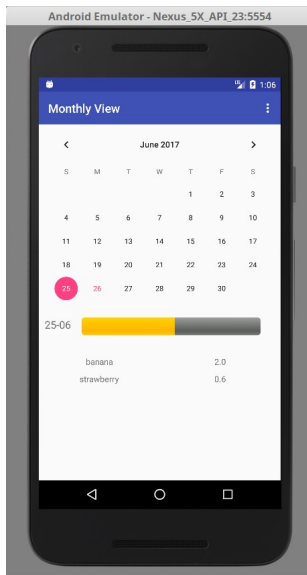 Android Emulator - Nexus_5X_API_23:5554
1:06
Monthly View
June 2017
S M T W T F S
1 2 3
4 5 6 7 8 9 10
11 12 13 14 15 16 17
18 19 20 21 22 23 24
25 26 27 28 29 30
25-06
banana 2.0
strawberry 0.6